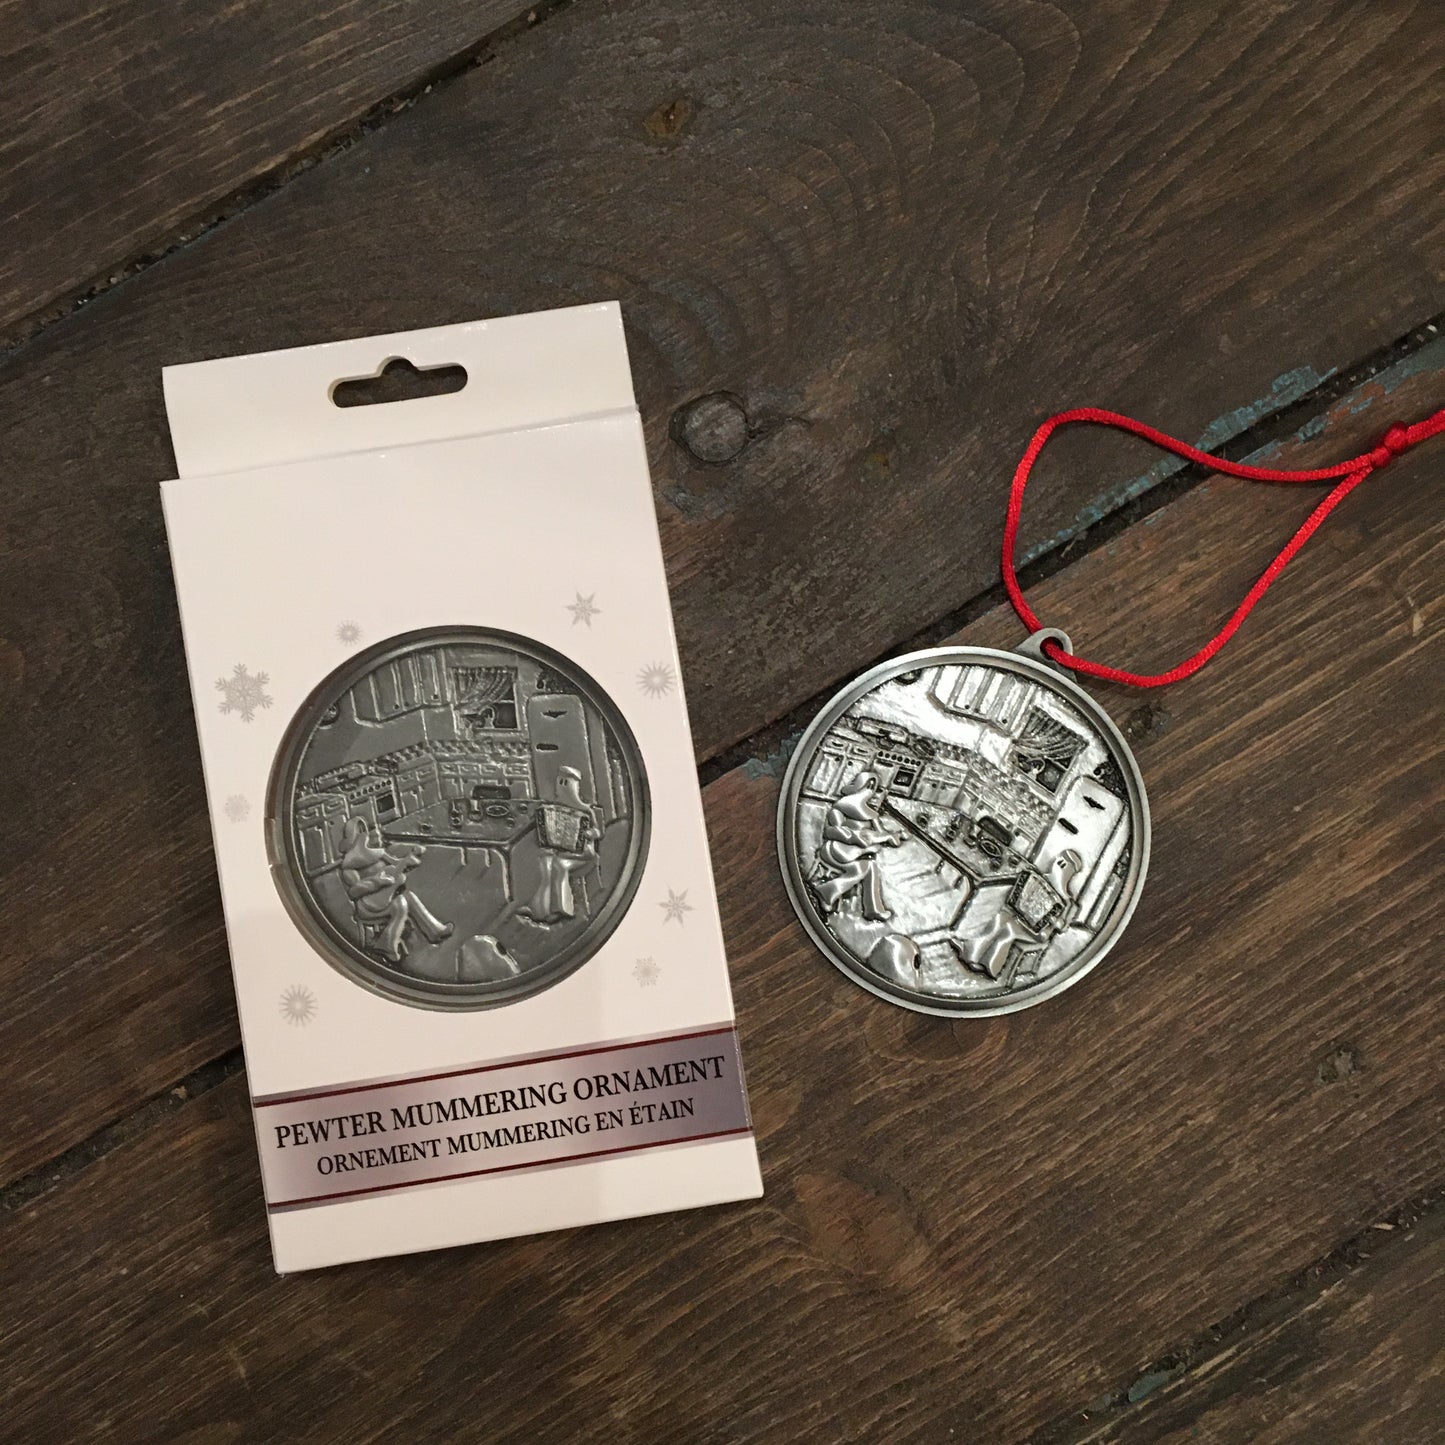 PEWTER MUMMERING ORNAMENT
ORNEMENT MUMMERING EN ÉTAIN